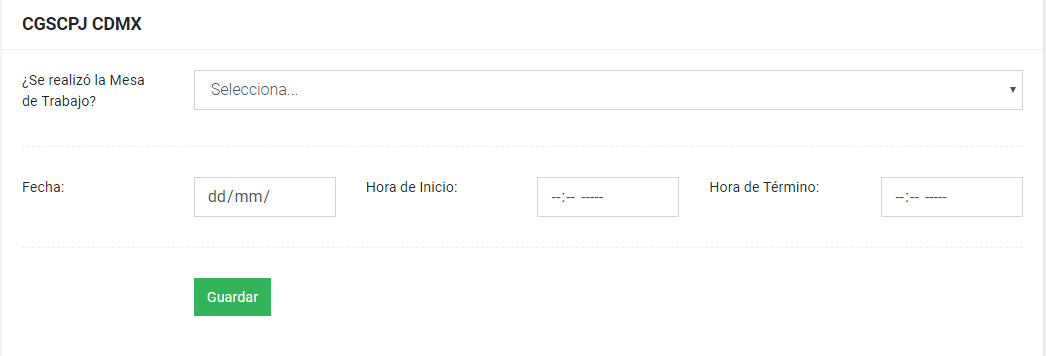 CGSCPJ CDMX
¿Se realizó la Mesa
de Trabajo?
Selecciona...
Fecha:
dd/mm/
Hora de Inicio:
--:-- -----
Hora de Término:
--:-- -----
Guardar